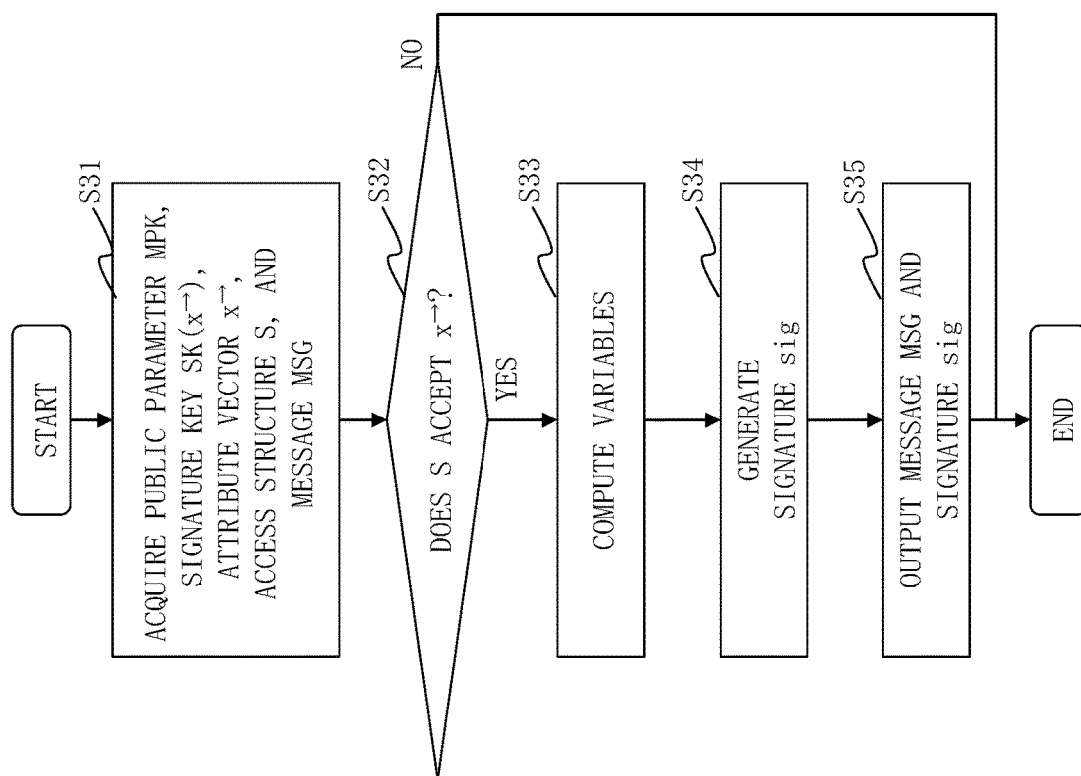 START
S31
ACQUIRE PUBLIC PARAMETER MPK,
SIGNATURE KEY SK(x→),
ATTRIBUTE VECTOR x→,
ACCESS STRUCTURE S, AND
MESSAGE MSG
S32
DOES S ACCEPT x→?
NO
YES
S33
COMPUTE VARIABLES
S34
GENERATE
SIGNATURE sig
S35
OUTPUT MESSAGE MSG AND
SIGNATURE sig
END